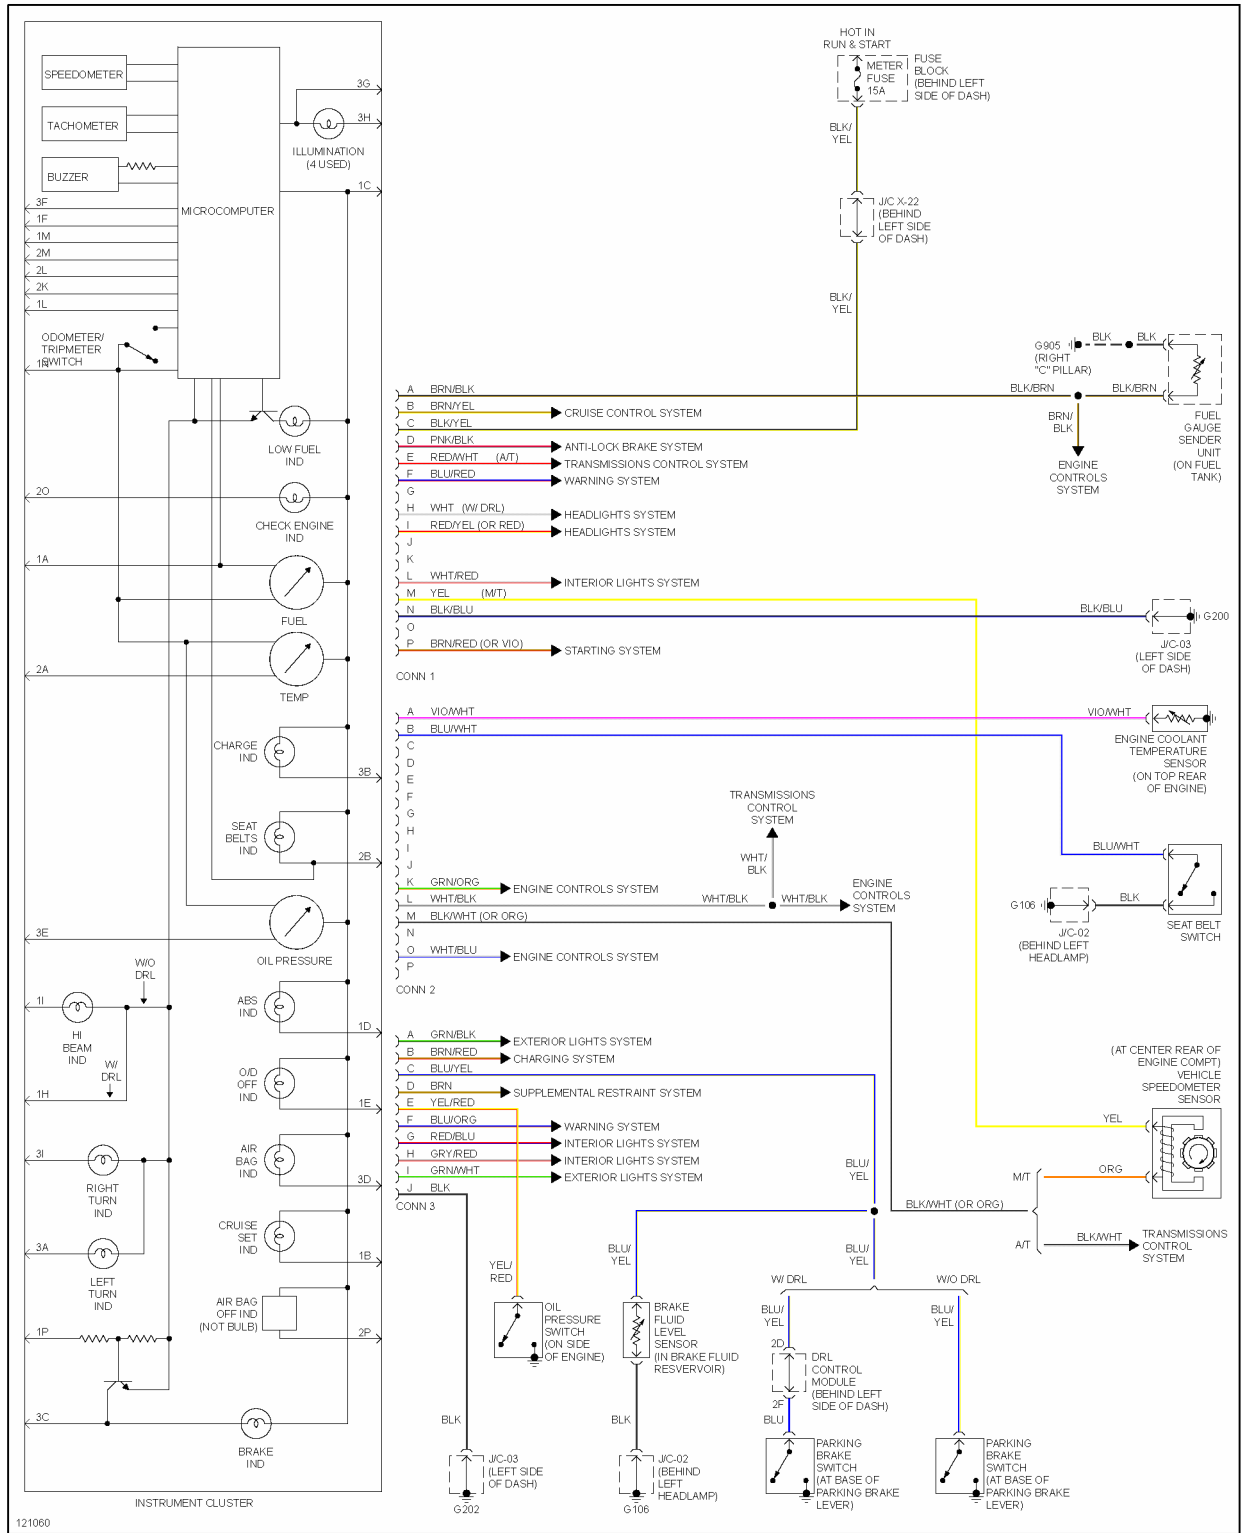 SPEEDOMETER
TACHOMETER
BUZZER
MICROCOMPUTER
3G
3H
ILLUMINATION
(4 USED)
1C
3F
1F
1M
2M
2L
2K
1L
ODOMETER/
TRIPMETER
SWITCH
1N
LOW FUEL
IND
2O
CHECK ENGINE
IND
1A
FUEL
2A
TEMP
CHARGE
IND
3B
SEAT
BELTS
IND
2B
3E
OIL PRESSURE
W/O
DRL
1I
HI
BEAM
IND
ABS
IND
1D
W/
DRL
1H
O/D
OFF
IND
1E
3I
RIGHT
TURN
IND
AIR
BAG
IND
3D
3A
LEFT
TURN
IND
CRUISE
SET
IND
1B
AIR BAG
OFF IND
(NOT BULB)
2P
1P
3C
BRAKE
IND
INSTRUMENT CLUSTER
121060
HOT IN
RUN & START
METER
FUSE
15A
FUSE
BLOCK
(BEHIND LEFT
SIDE OF DASH)
BLK/
YEL
J/C X-22
(BEHIND
LEFT SIDE
OF DASH)
BLK/
YEL
A BRN/BLK
B BRN/YEL CRUISE CONTROL SYSTEM
C BLK/YEL
D PNK/BLK ANTI-LOCK BRAKE SYSTEM
E RED/WHT (A/T) TRANSMISSIONS CONTROL SYSTEM
F BLU/RED WARNING SYSTEM
G
H WHT (W/ DRL) HEADLIGHTS SYSTEM
I RED/YEL (OR RED) HEADLIGHTS SYSTEM
J
K
L WHT/RED INTERIOR LIGHTS SYSTEM
M YEL (M/T)
N BLK/BLU
O
P BRN/RED (OR VIO) STARTING SYSTEM
CONN 1
G905
(RIGHT
"C" PILLAR)
BLK BLK
BLK/BRN BLK/BRN
BRN/
BLK
ENGINE
CONTROLS
SYSTEM
FUEL
GAUGE
SENDER
UNIT
(ON FUEL
TANK)
BLK/BLU
G200
J/C-03
(LEFT SIDE
OF DASH)
A VIO/WHT
B BLU/WHT
C
D
E
F
G
H
I
J
K GRN/ORG ENGINE CONTROLS SYSTEM
L WHT/BLK
M BLK/WHT (OR ORG)
N
O WHT/BLU ENGINE CONTROLS SYSTEM
P
CONN 2
VIO/WHT
ENGINE COOLANT
TEMPERATURE
SENSOR
(ON TOP REAR
OF ENGINE)
TRANSMISSIONS
CONTROL
SYSTEM
WHT/
BLK
WHT/BLK WHT/BLK
ENGINE
CONTROLS
SYSTEM
BLU/WHT
G106
BLK
J/C-02
(BEHIND LEFT
HEADLAMP)
SEAT BELT
SWITCH
A GRN/BLK EXTERIOR LIGHTS SYSTEM
B BRN/RED CHARGING SYSTEM
C BLU/YEL
D BRN SUPPLEMENTAL RESTRAINT SYSTEM
E YEL/RED
F BLU/ORG WARNING SYSTEM
G RED/BLU INTERIOR LIGHTS SYSTEM
H GRY/RED INTERIOR LIGHTS SYSTEM
I GRN/WHT EXTERIOR LIGHTS SYSTEM
J BLK
CONN 3
(AT CENTER REAR OF
ENGINE COMPT)
VEHICLE
SPEEDOMETER
SENSOR
YEL
M/T
ORG
BLK/WHT (OR ORG)
A/T
BLK/WHT
TRANSMISSIONS
CONTROL
SYSTEM
BLU/
YEL
YEL/
RED
BLU/
YEL
BLU/
YEL
W/ DRL
W/O DRL
BLU/
YEL
BLU/
YEL
OIL
PRESSURE
SWITCH
(ON SIDE
OF ENGINE)
BRAKE
FLUID
LEVEL
SENSOR
(IN BRAKE FLUID
RESVERVOIR)
2D
DRL
CONTROL
MODULE
(BEHIND LEFT
SIDE OF DASH)
2F
BLU
BLK
BLK
J/C-03
(LEFT SIDE
OF DASH)
G202
J/C-02
(BEHIND
LEFT
HEADLAMP)
G106
PARKING
BRAKE
SWITCH
(AT BASE OF
PARKING BRAKE
LEVER)
PARKING
BRAKE
SWITCH
(AT BASE OF
PARKING BRAKE
LEVER)